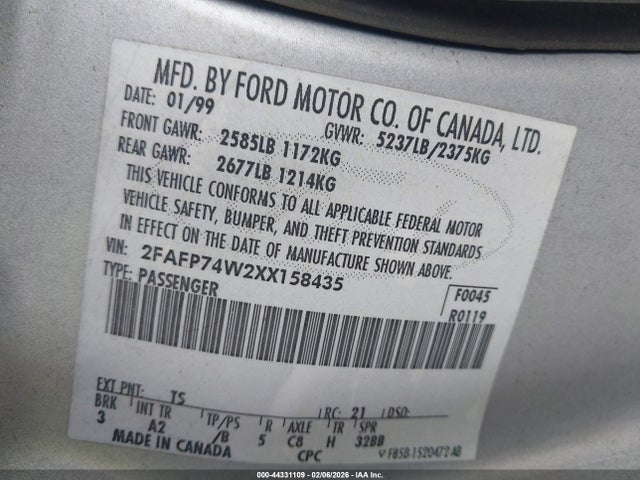 MFD. BY FORD MOTOR CO. OF CANADA, LTD.
DATE: 01/99 GVWR: 5237LB/2375KG
FRONT GAWR: 2585LB 1172KG
REAR GAWR: 2677LB 1214KG
THIS VEHICLE CONFORMS TO ALL APPLICABLE FEDERAL MOTOR
VEHICLE SAFETY, BUMPER, AND THEFT PREVENTION STANDARDS
IN EFFECT ON THE DATE OF MANUFACTURE SHOWN ABOVE.
VIN: 2FAFP74W2XX158435
TYPE: PASSENGER
F0045
R0119
EXT PNT: TS RC: 21 DSO:
BRK INT TR TP/PS R AXLE TR SPR
3 A2 /B 5 C8 H 32BB
MADE IN CANADA CPC F85B-1520472-AB
000-44331109 - 02/06/2026 - IAA Inc.